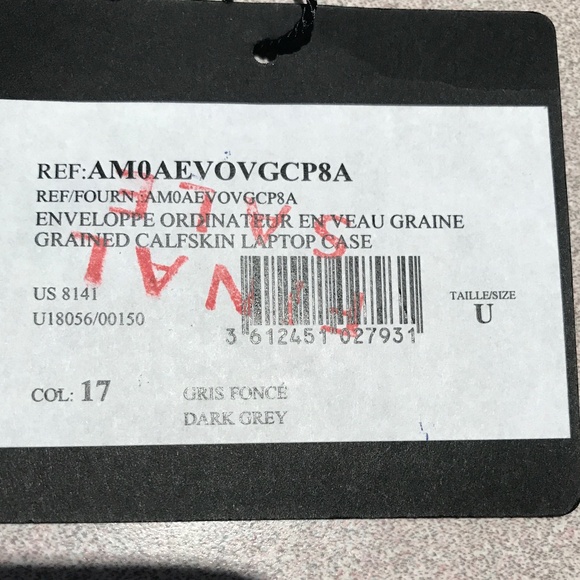 REF:AM0AEVOVGCP8A
REF/FOURN:AM0AEVOVGCP8A
ENVELOPPE ORDINATEUR EN VEAU GRAINE
GRAINED CALFSKIN LAPTOP CASE
US 8141
U18056/00150
3 612451 027931
TAILLE/SIZE
U
COL: 17
GRIS FONCÉ
DARK GREY
FINAL
SALE